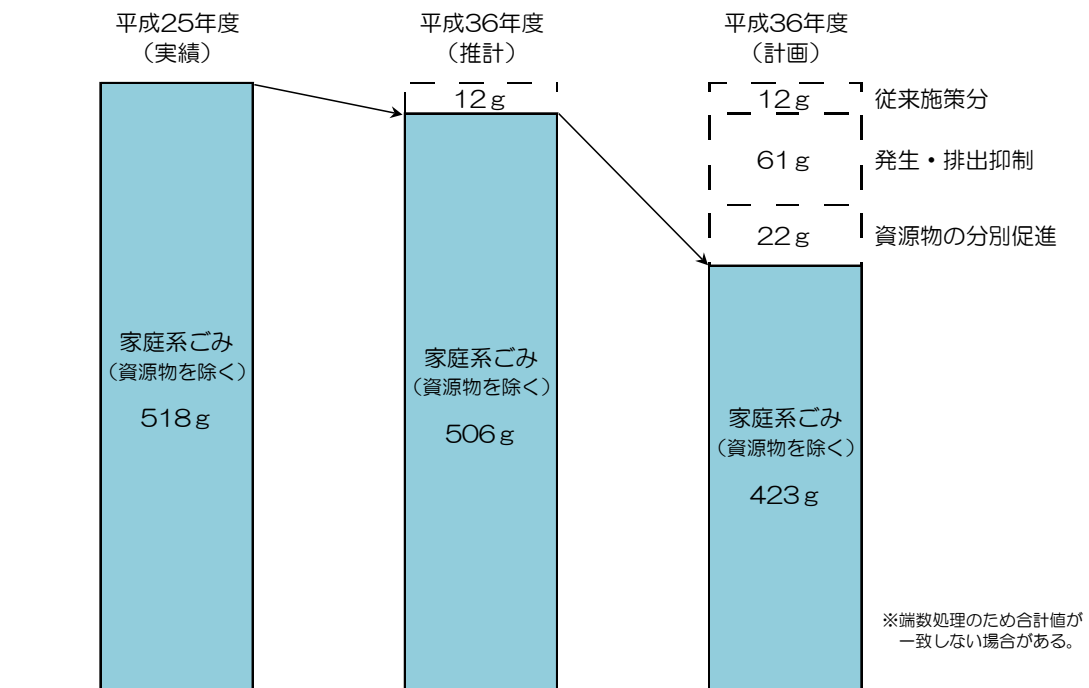 平成25年度
（実績）
平成36年度
（推計）
平成36年度
（計画）
12ｇ
12ｇ
従来施策分
61ｇ
発生・排出抑制
22ｇ
資源物の分別促進
家庭系ごみ
（資源物を除く）
518ｇ
家庭系ごみ
（資源物を除く）
506ｇ
家庭系ごみ
（資源物を除く）
423ｇ
※端数処理のため合計値が
一致しない場合がある。